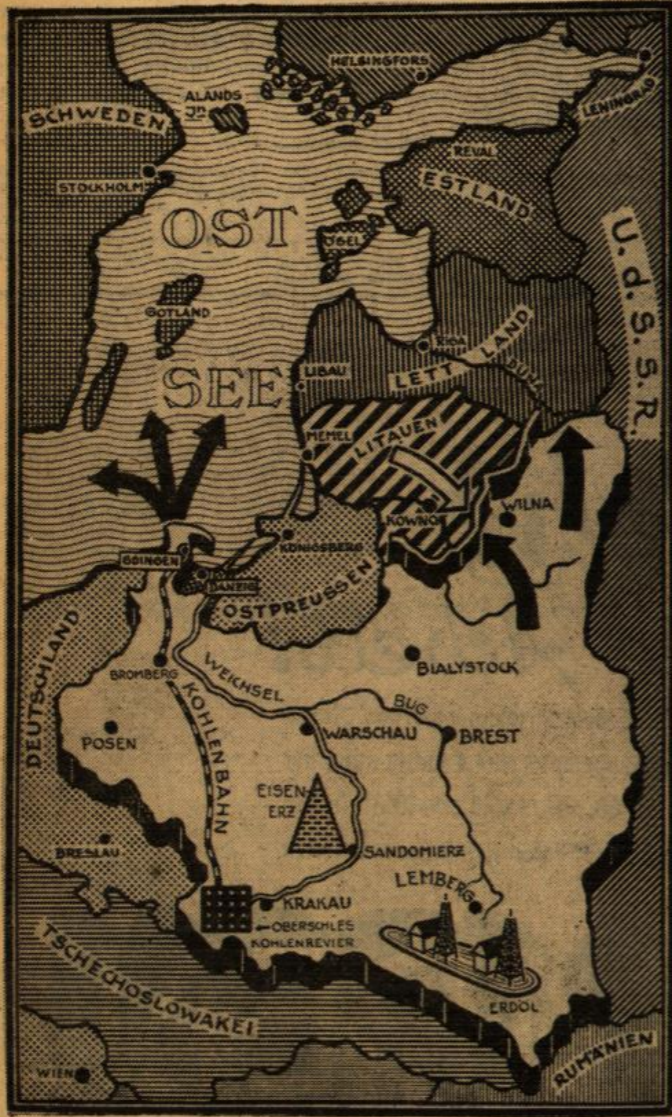 HELSINGFORS
LENINGRAD
ALANDS
Jn
SCHWEDEN
REVAL
STOCKHOLM
ESTLAND
OST
ÖSEL
U.d.S.S.R.
GOTLAND
RIGA
LETTLAND
DÜNA
SEE
LIBAU
MEMEL
LITAUEN
KOWNO
WILNA
GDINGEN
KÖNIGSBERG
DANZIG
OSTPREUSSEN
DEUTSCHLAND
BROMBERG
WEICHSEL
BIALYSTOCK
KOHLENBAHN
BUG
POSEN
WARSCHAU
BREST
EISEN-
ERZ
BRESLAU
SANDOMIERZ
LEMBERG
KRAKAU
OBERSCHLES
KOHLENREVIER
TSCHECHOSLOWAKEI
ERDÖL
RUMÄNIEN
WIEN